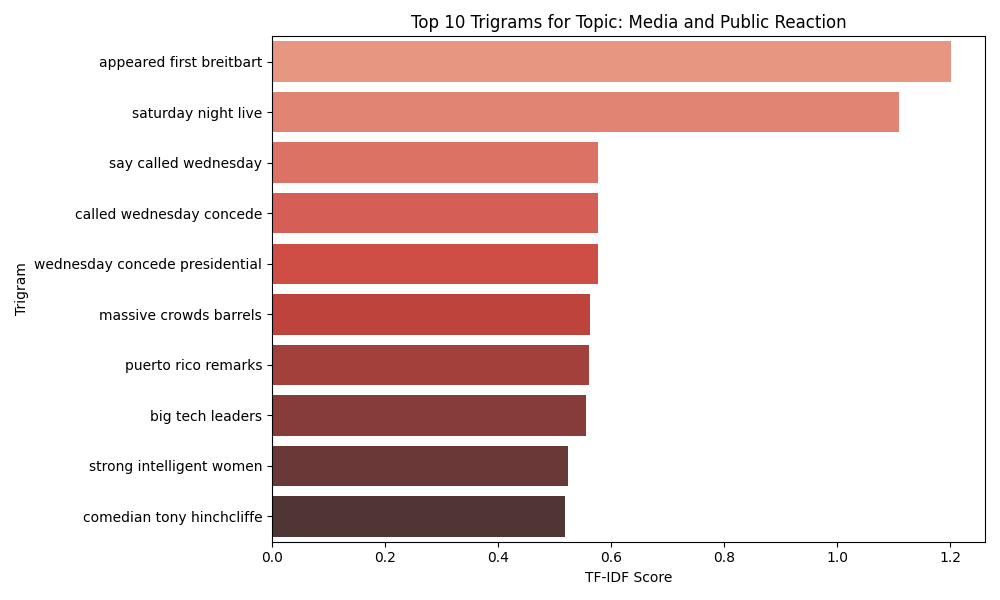 Top 10 Trigrams for Topic: Media and Public Reaction
appeared first breitbart
saturday night live
say called wednesday
called wednesday concede
wednesday concede presidential
massive crowds barrels
puerto rico remarks
big tech leaders
strong intelligent women
comedian tony hinchcliffe
Trigram
0.0 0.2 0.4 0.6 0.8 1.0 1.2
TF-IDF Score